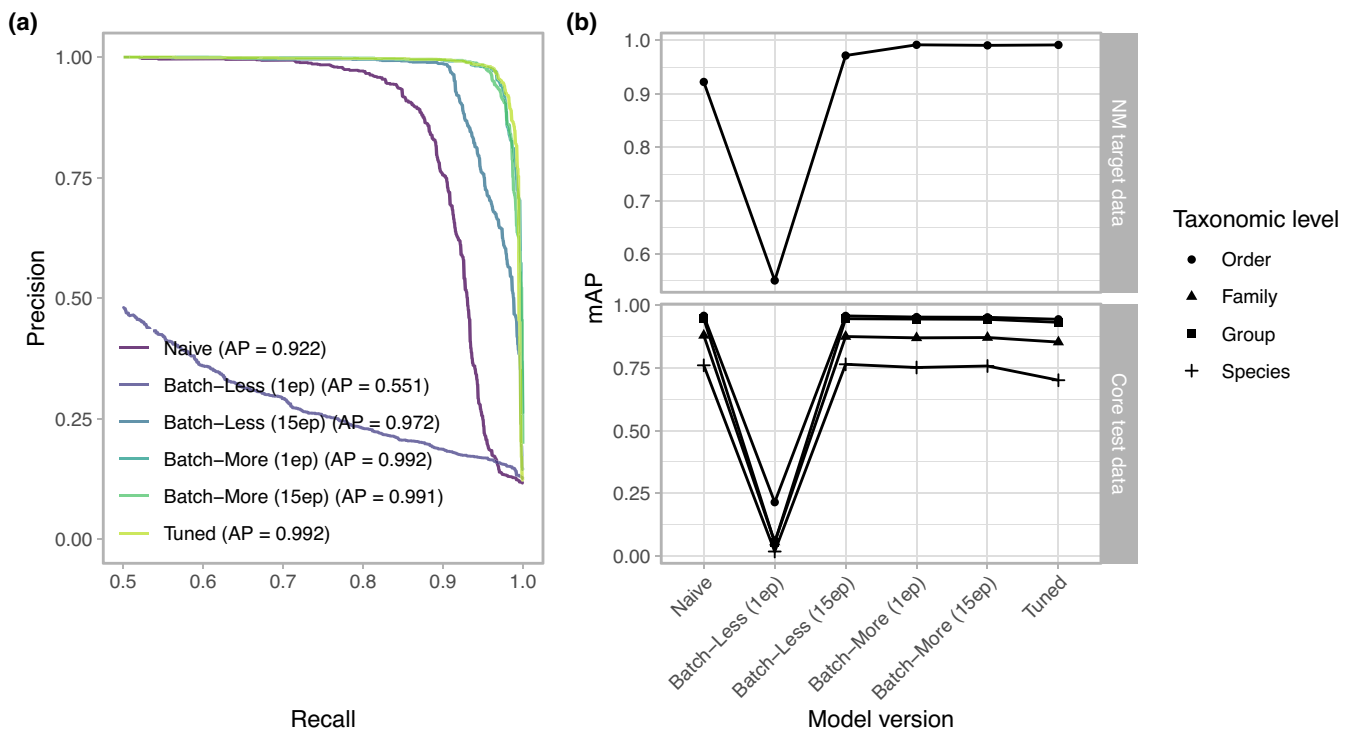 (a)
1.00
0.75
0.50
0.25
0.00
Precision
Naive (AP = 0.922)
Batch−Less (1ep) (AP = 0.551)
Batch−Less (15ep) (AP = 0.972)
Batch−More (1ep) (AP = 0.992)
Batch−More (15ep) (AP = 0.991)
Tuned (AP = 0.992)
0.5 0.6 0.7 0.8 0.9 1.0
Recall
(b)
1.0
0.9
0.8
0.7
0.6
NM target data
mAP
1.00
0.75
0.50
0.25
0.00
Core test data
Naive
Batch−Less (1ep)
Batch−Less (15ep)
Batch−More (1ep)
Batch−More (15ep)
Tuned
Model version
Taxonomic level
Order
Family
Group
Species